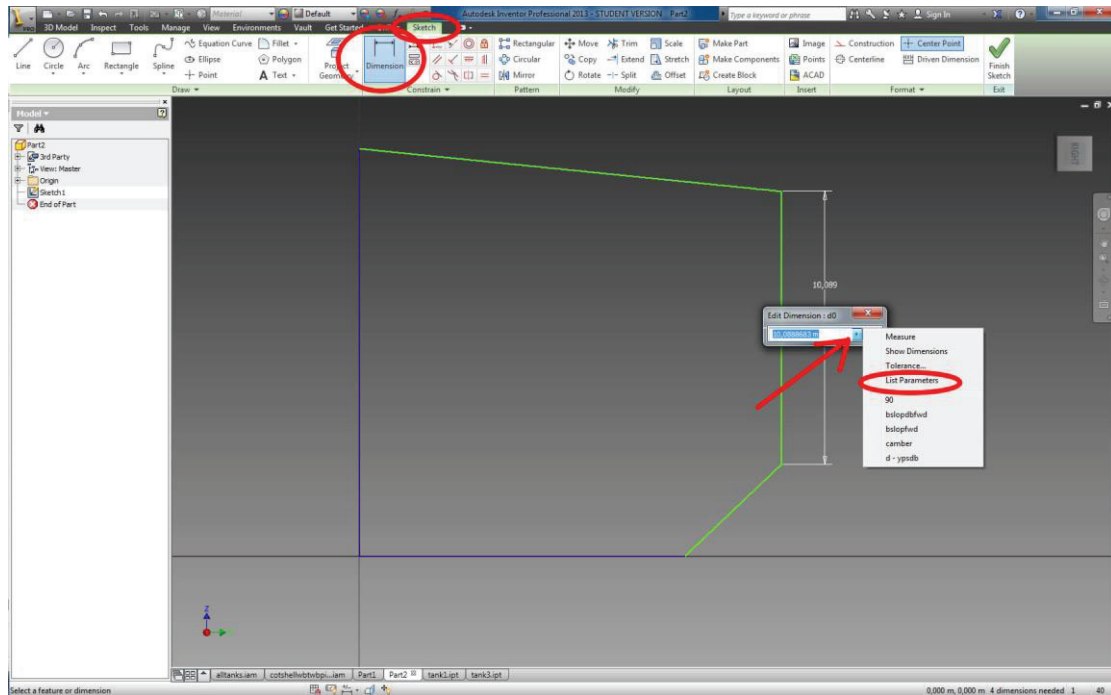 Material
Default
Autodesk Inventor Professional 2013 - STUDENT VERSION Part2
Type a keyword or phrase
Sign In
3D Model Inspect Tools Manage View Environments Vault Get Started Sketch
Line Circle Arc Rectangle Spline
Equation Curve Fillet
Ellipse Polygon
Point A Text
Project Geometry
Dimension
Rectangular
Circular
Mirror
Move Trim Scale
Copy Extend Stretch
Rotate Split Offset
Make Part
Make Components
Create Block
Image
Points
ACAD
Construction Center Point
Centerline Driven Dimension
Finish Sketch
Draw Constrain Pattern Modify Layout Insert Format Exit
Model
Part2
3rd Party
View: Master
Origin
Sketch1
End of Part
RIGHT
10,089
Edit Dimension : d0
10,0888683 m
Measure
Show Dimensions
Tolerance...
List Parameters
90
bslopdbfwd
bslopfwd
camber
d - ypsdb
Z
alltanks.iam cotshellwbtwbpi...iam Part1 Part2 tank1.ipt tank3.ipt
Select a feature or dimension
0,000 m, 0,000 m 4 dimensions needed 1 40